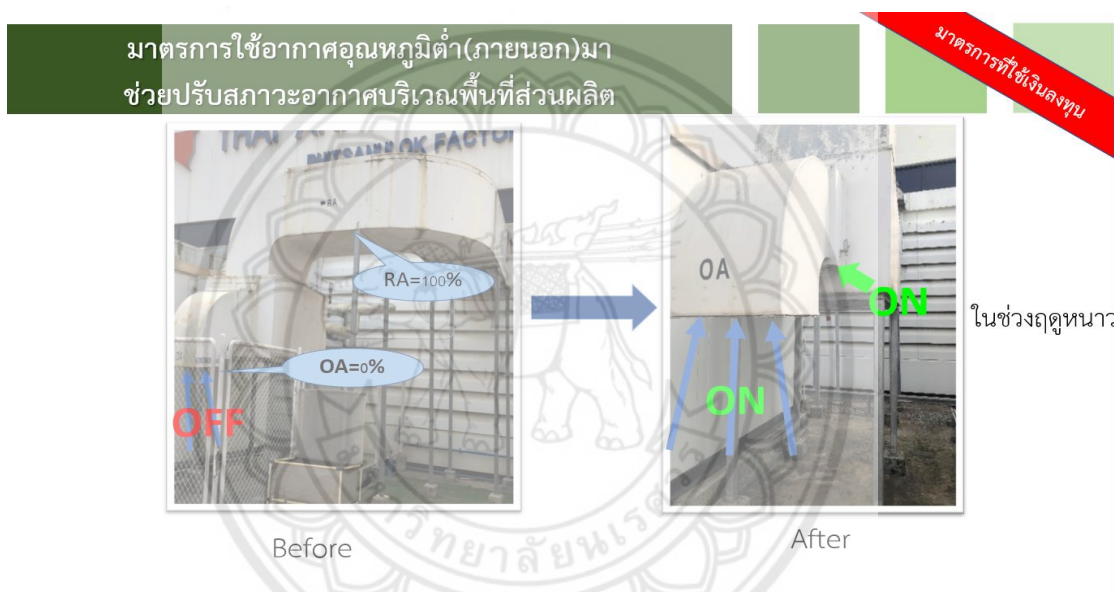 มาตรการใช้อากาศอุณหภูมิต่ำ(ภายนอก)มา
ช่วยปรับสภาวะอากาศบริเวณพื้นที่ส่วนผลิต
มาตรการที่ใช้เงินลงทุน
OK FACTO
RA
RA=100%
OA=0%
OFF
OA
ON
ON
ในช่วงฤดูหนาว
Before
After